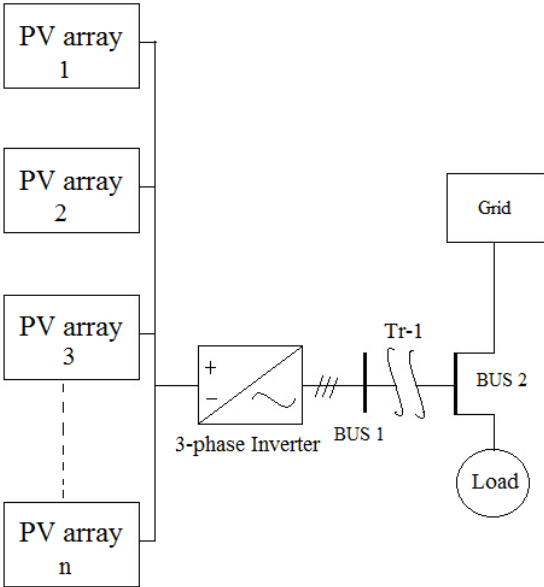 PV array
1
PV array
2
PV array
3
PV array
n
+
−
3-phase Inverter
BUS 1
Tr-1
Grid
BUS 2
Load